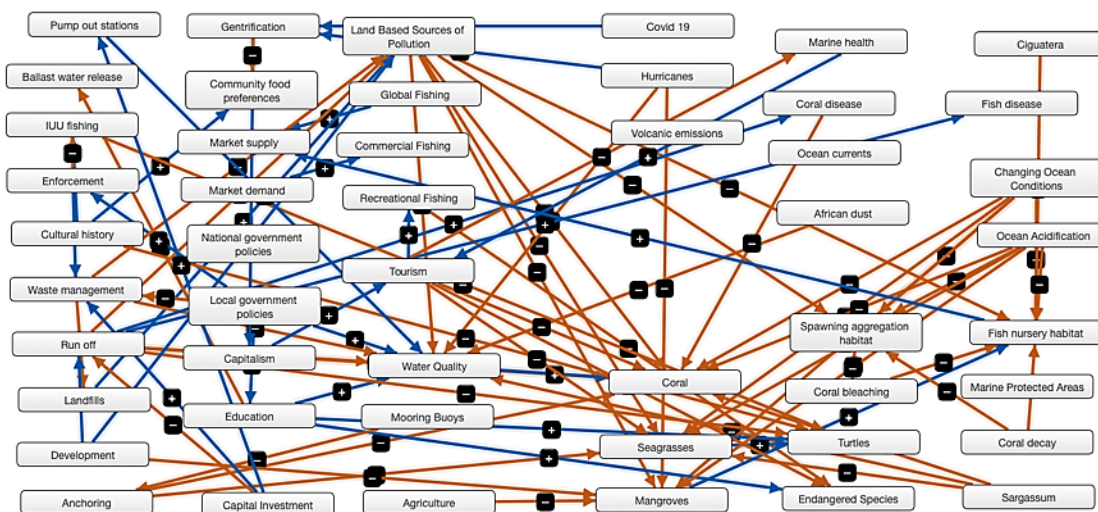 Pump out stations
Gentrification
Land Based Sources of
Pollution
Covid 19
Marine health
Ciguatera
Ballast water release
Community food
preferences
Global Fishing
Hurricanes
Coral disease
Fish disease
IUU fishing
Market supply
Commercial Fishing
Volcanic emissions
Ocean currents
Enforcement
Market demand
Recreational Fishing
Changing Ocean
Conditions
Cultural history
National government
policies
African dust
Ocean Acidification
Waste management
Tourism
Local government
policies
Run off
Capitalism
Water Quality
Spawning aggregation
habitat
Fish nursery habitat
Landfills
Coral
Coral bleaching
Marine Protected Areas
Education
Mooring Buoys
Development
Seagrasses
Turtles
Coral decay
Anchoring
Capital Investment
Agriculture
Mangroves
Endangered Species
Sargassum